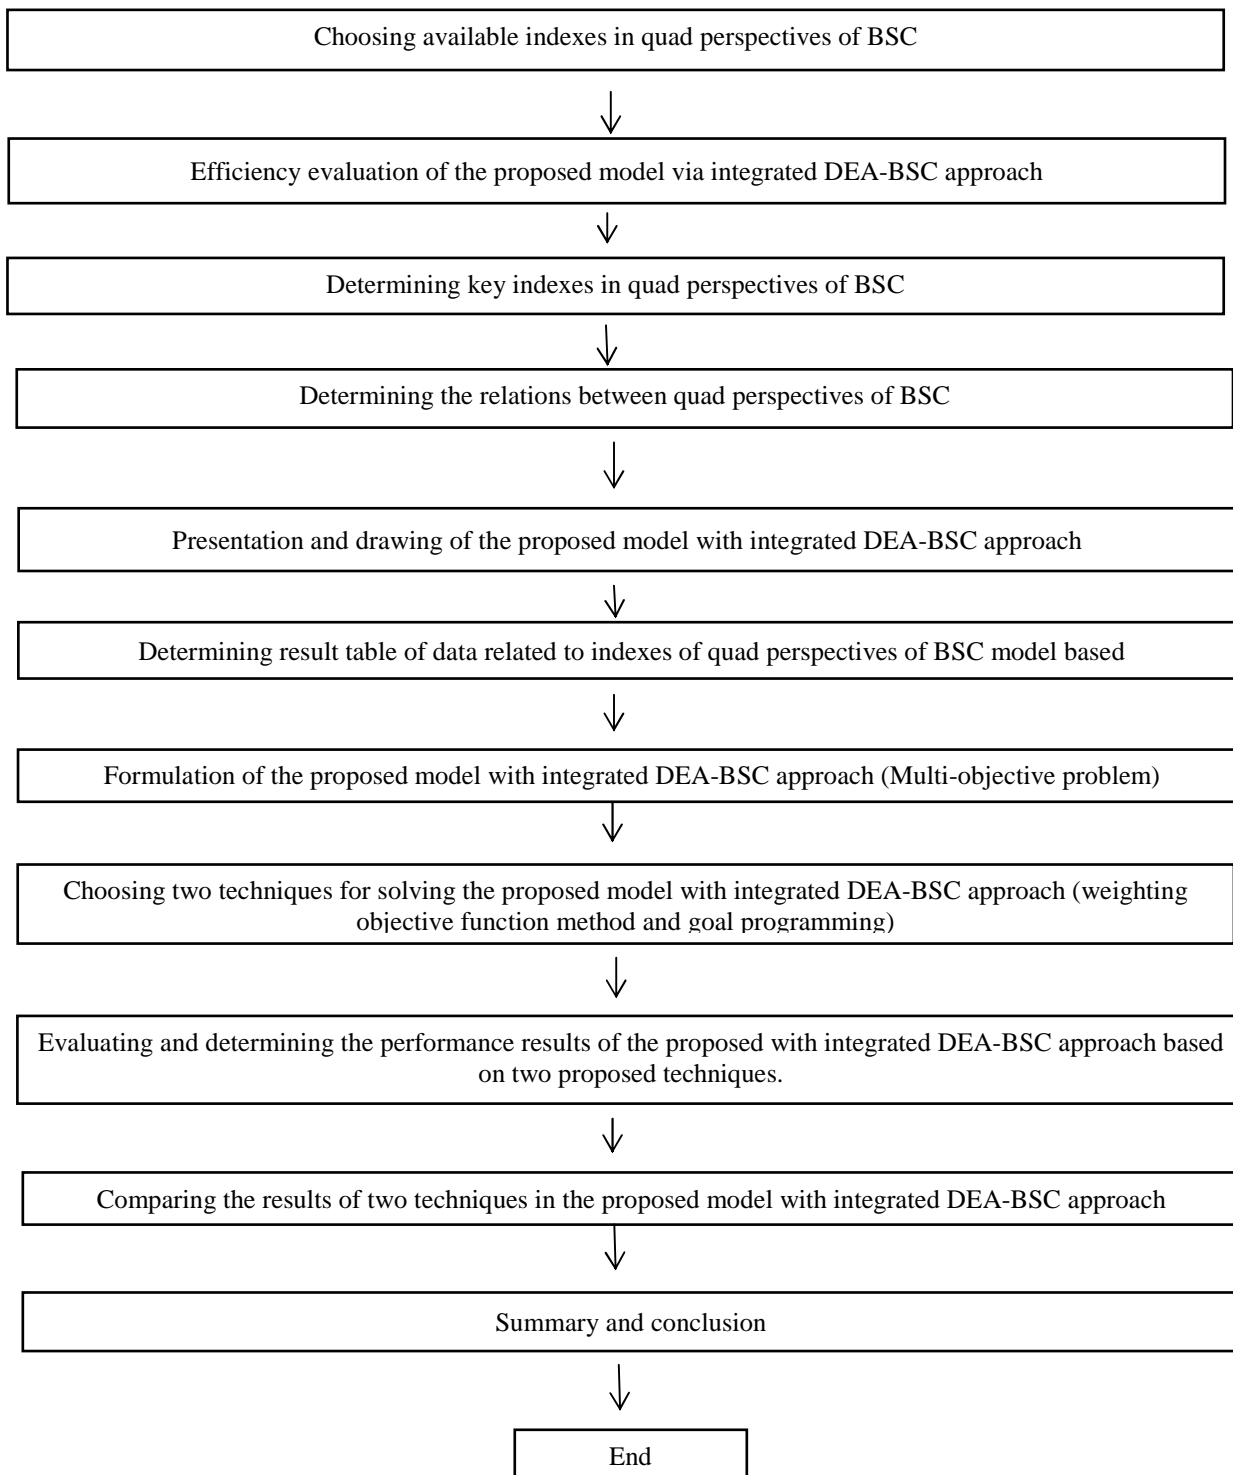 Choosing available indexes in quad perspectives of BSC
Efficiency evaluation of the proposed model via integrated DEA-BSC approach
Determining key indexes in quad perspectives of BSC
Determining the relations between quad perspectives of BSC
Presentation and drawing of the proposed model with integrated DEA-BSC approach
Determining result table of data related to indexes of quad perspectives of BSC model based
Formulation of the proposed model with integrated DEA-BSC approach (Multi-objective problem)
Choosing two techniques for solving the proposed model with integrated DEA-BSC approach (weighting
objective function method and goal programming)
Evaluating and determining the performance results of the proposed with integrated DEA-BSC approach based
on two proposed techniques.
Comparing the results of two techniques in the proposed model with integrated DEA-BSC approach
Summary and conclusion
End